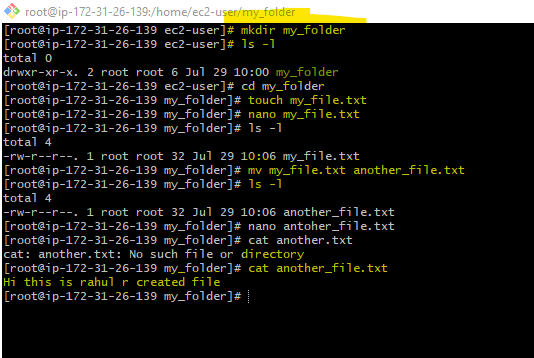 root@ip-172-31-26-139:/home/ec2-user/my_folder
[root@ip-172-31-26-139 ec2-user]# mkdir my_folder
[root@ip-172-31-26-139 ec2-user]# ls -l
total 0
drwxr-xr-x. 2 root root 6 Jul 29 10:00 my_folder
[root@ip-172-31-26-139 ec2-user]# cd my_folder
[root@ip-172-31-26-139 my_folder]# touch my_file.txt
[root@ip-172-31-26-139 my_folder]# nano my_file.txt
[root@ip-172-31-26-139 my_folder]# ls -l
total 4
-rw-r--r--. 1 root root 32 Jul 29 10:06 my_file.txt
[root@ip-172-31-26-139 my_folder]# mv my_file.txt another_file.txt
[root@ip-172-31-26-139 my_folder]# ls -l
total 4
-rw-r--r--. 1 root root 32 Jul 29 10:06 another_file.txt
[root@ip-172-31-26-139 my_folder]# nano antoher.txt
[root@ip-172-31-26-139 my_folder]# cat another.txt
cat: another.txt: No such file or directory
[root@ip-172-31-26-139 my_folder]# cat another_file.txt
Hi this is rahul r created file
[root@ip-172-31-26-139 my_folder]#